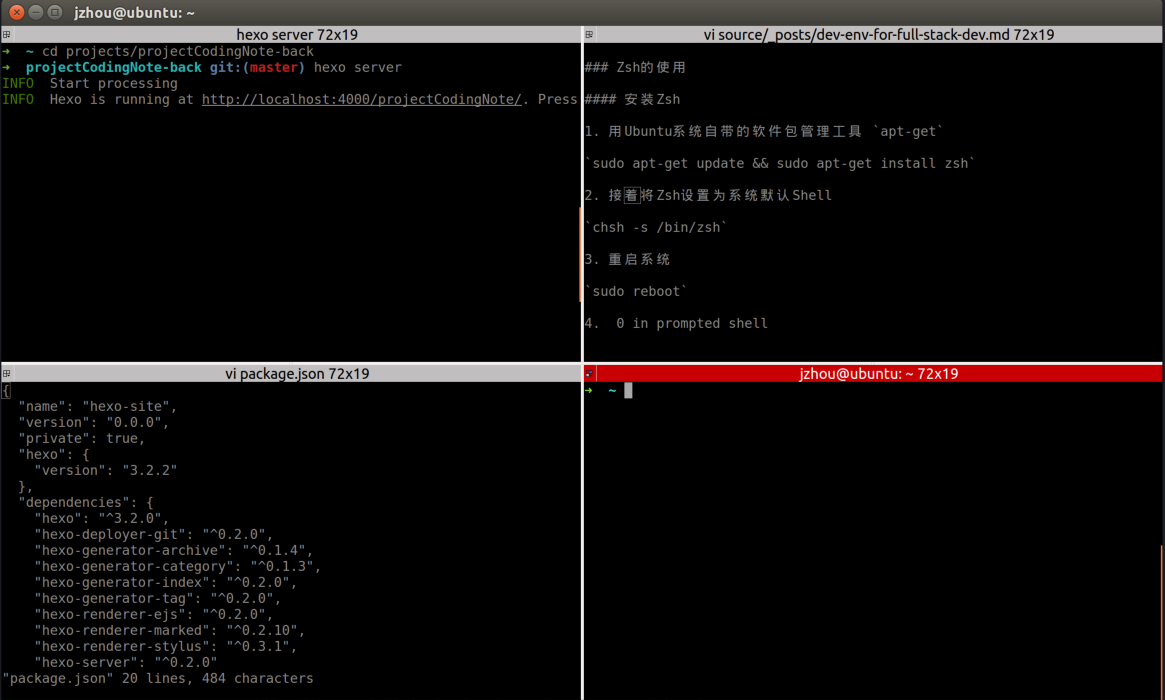 jzhou@ubuntu: ~
hexo server 72x19
➜  ~ cd projects/projectCodingNote-back
➜  projectCodingNote-back git:(master) hexo server
INFO  Start processing
INFO  Hexo is running at http://localhost:4000/projectCodingNote/. Press
vi source/_posts/dev-env-for-full-stack-dev.md 72x19
### Zsh的使用
#### 安装Zsh
1. 用Ubuntu系统自带的软件包管理工具 `apt-get`
`sudo apt-get update && sudo apt-get install zsh`
2. 接着将Zsh设置为系统默认Shell
`chsh -s /bin/zsh`
3. 重启系统
`sudo reboot`
4.  0 in prompted shell
vi package.json 72x19
{
  "name": "hexo-site",
  "version": "0.0.0",
  "private": true,
  "hexo": {
    "version": "3.2.2"
  },
  "dependencies": {
    "hexo": "^3.2.0",
    "hexo-deployer-git": "^0.2.0",
    "hexo-generator-archive": "^0.1.4",
    "hexo-generator-category": "^0.1.3",
    "hexo-generator-index": "^0.2.0",
    "hexo-generator-tag": "^0.2.0",
    "hexo-renderer-ejs": "^0.2.0",
    "hexo-renderer-marked": "^0.2.10",
    "hexo-renderer-stylus": "^0.3.1",
    "hexo-server": "^0.2.0"
"package.json" 20 lines, 484 characters
jzhou@ubuntu: ~ 72x19
➜  ~